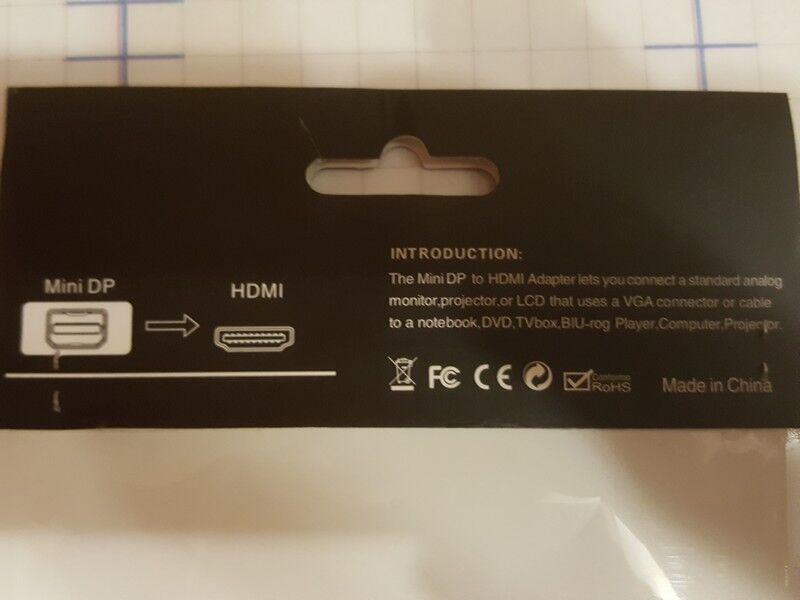 INTRODUCTION:
Mini DP
HDMI
The Mini DP to HDMI Adapter lets you connect a standard analog
monitor,projector,or LCD that uses a VGA connector or cable
to a notebook,DVD,TVbox,BIU-rog Player,Computer,Projector.
FC CE Conforms
RoHS
Made in China